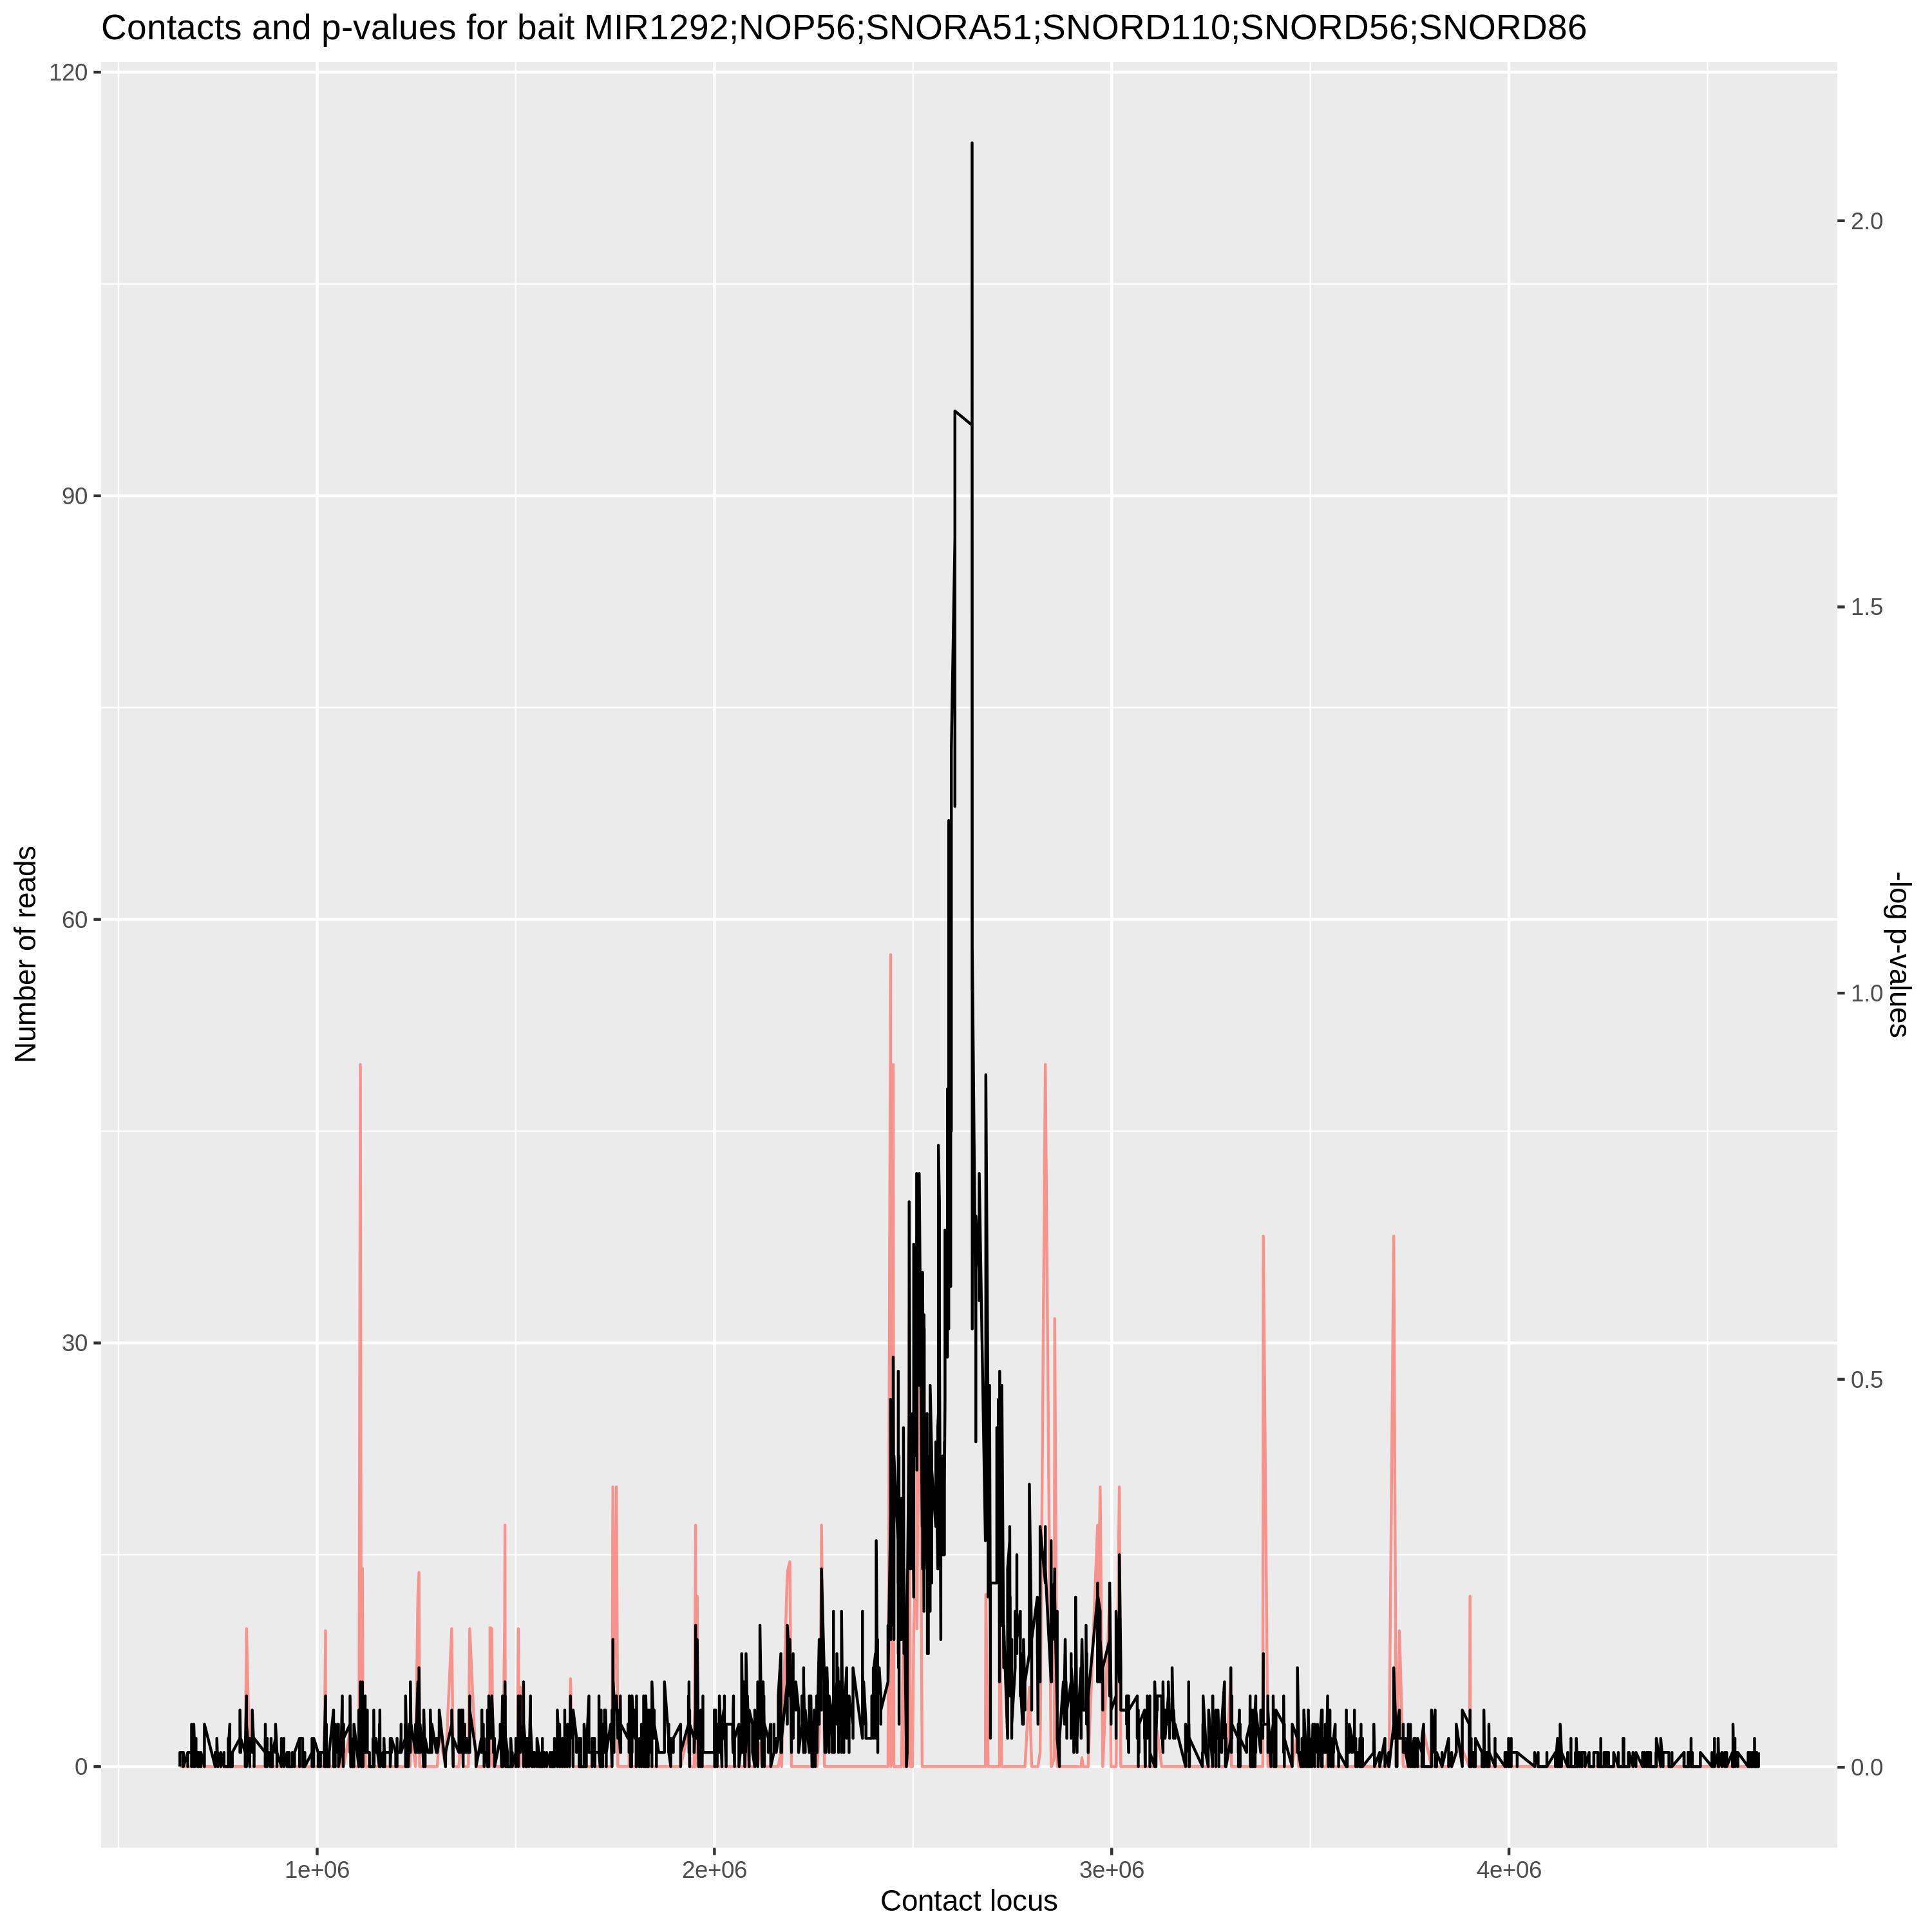 Contacts and p-values for bait MIR1292;NOP56;SNORA51;SNORD110;SNORD56;SNORD86
120
90
60
30
0
Number of reads
2.0
1.5
1.0
0.5
0.0
-log p-values
1e+06 2e+06 3e+06 4e+06
Contact locus